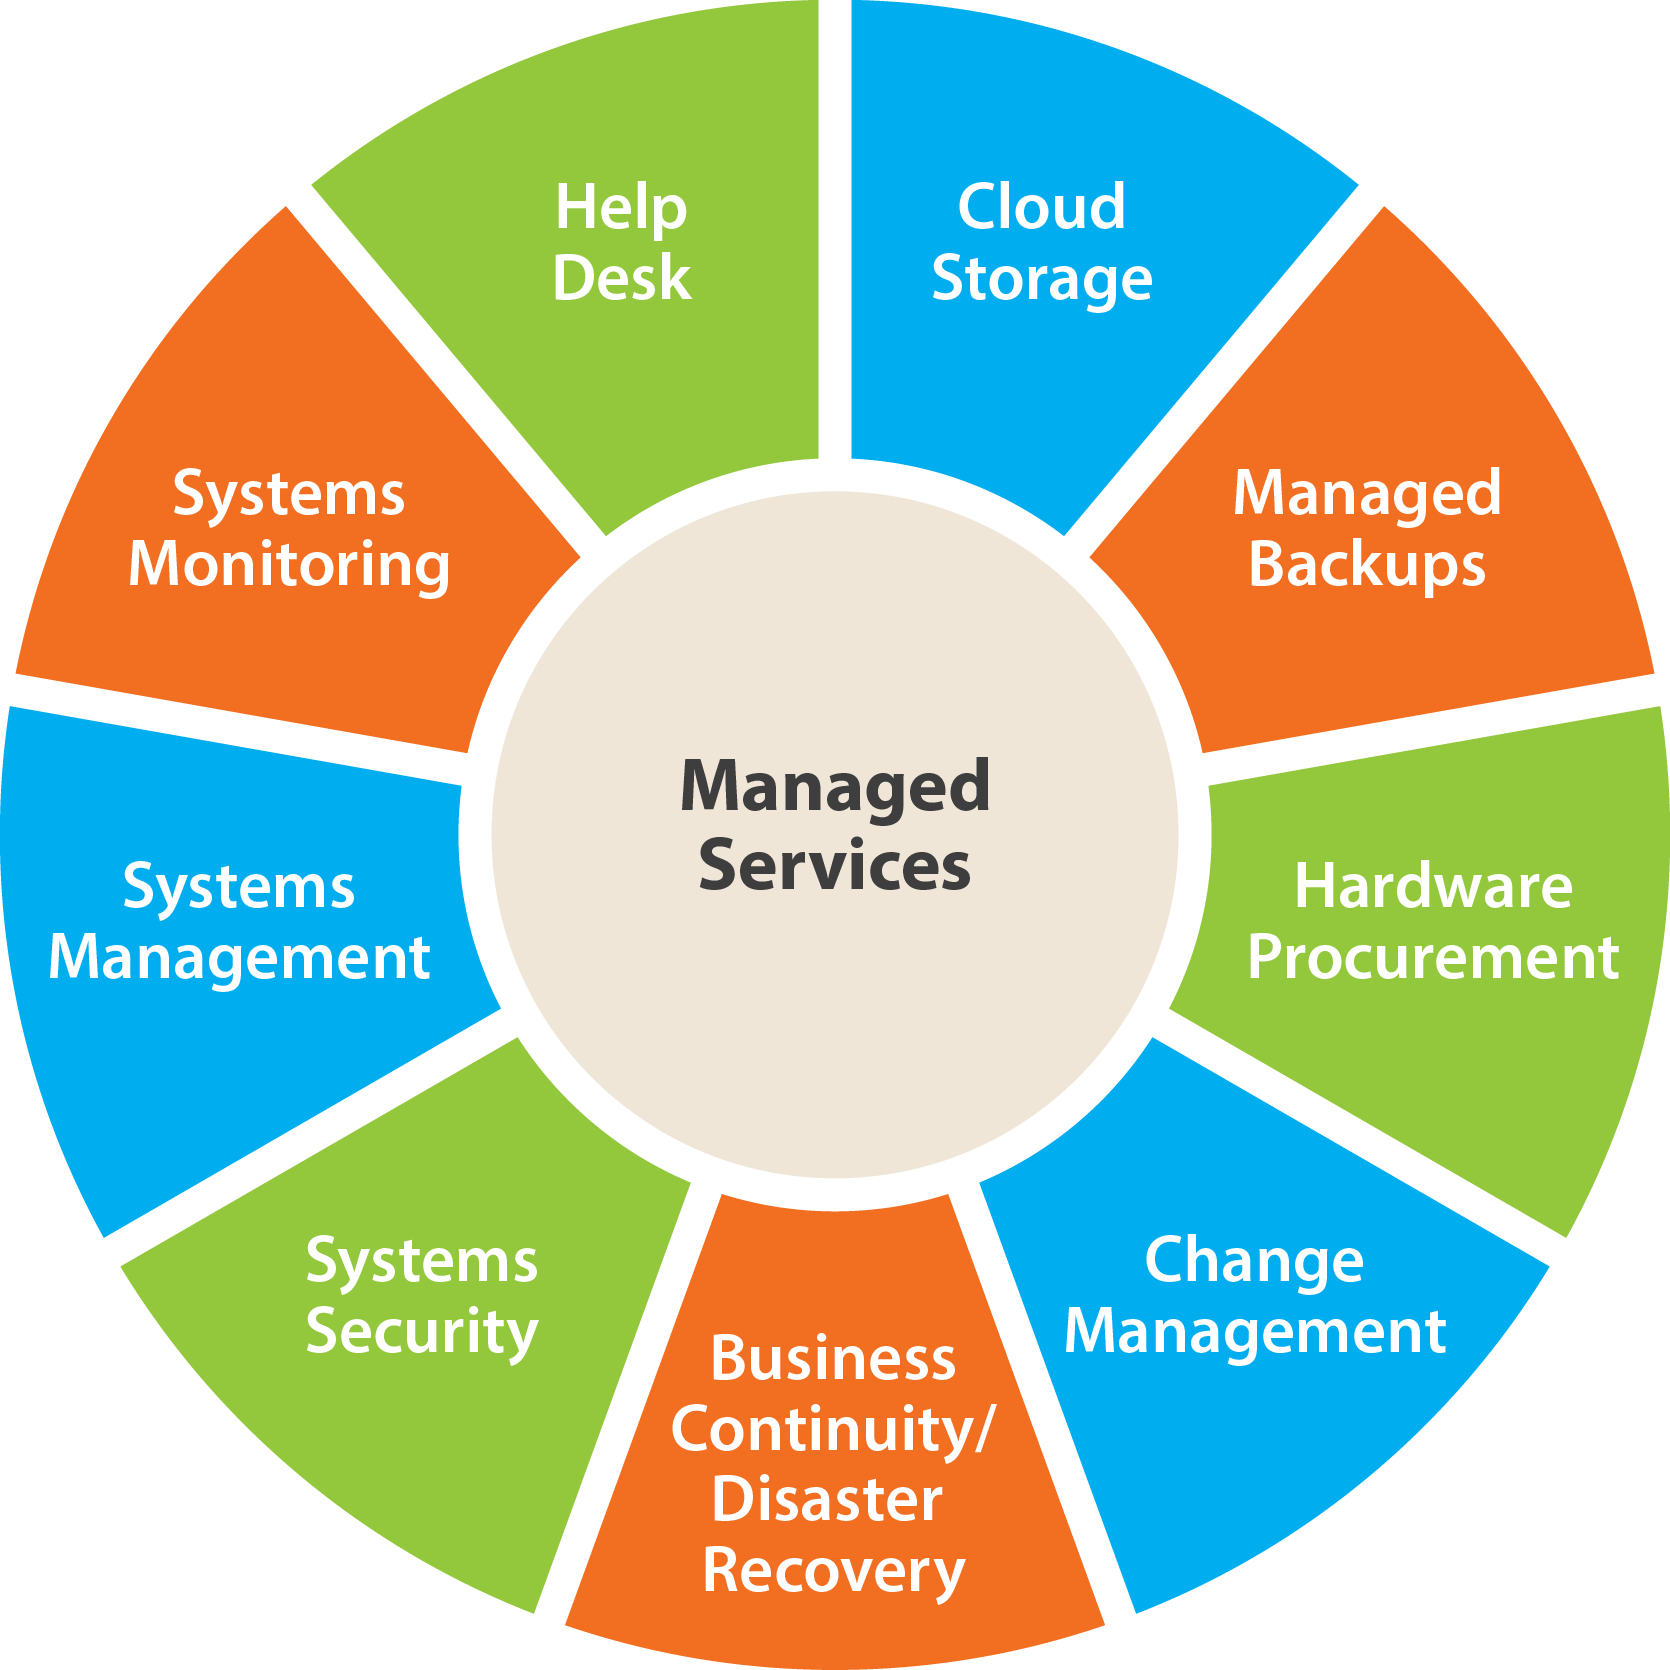 Help
Desk
Cloud
Storage
Systems
Monitoring
Managed
Backups
Managed
Services
Systems
Management
Hardware
Procurement
Systems
Security
Change
Management
Business
Continuity/
Disaster
Recovery